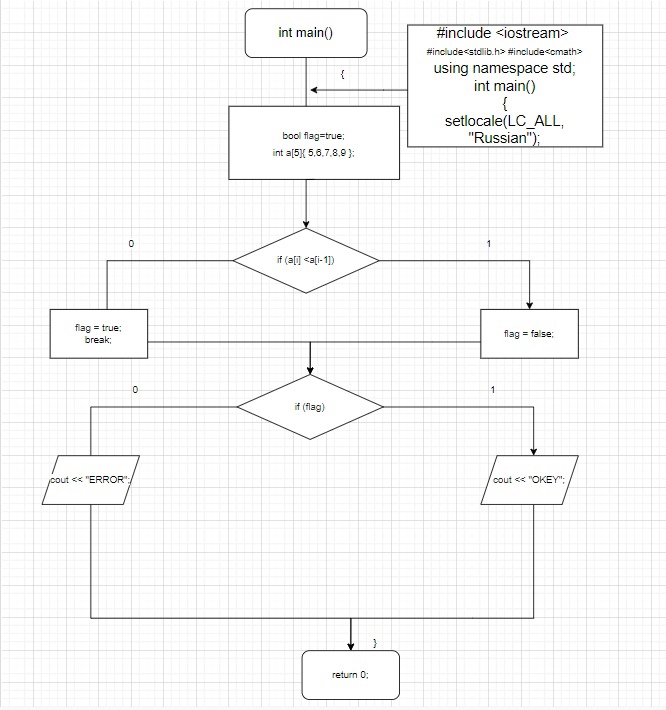 int main()
{
#include <iostream>
#include<stdlib.h> #include<cmath>
using namespace std;
int main()
{
setlocale(LC_ALL,
"Russian");
bool flag=true;
int a[5]{ 5,6,7,8,9 };
0
1
if (a[i] <a[i-1])
flag = true;
break;
flag = false;
0
1
if (flag)
cout << "ERROR";
cout << "OKEY";
}
return 0;